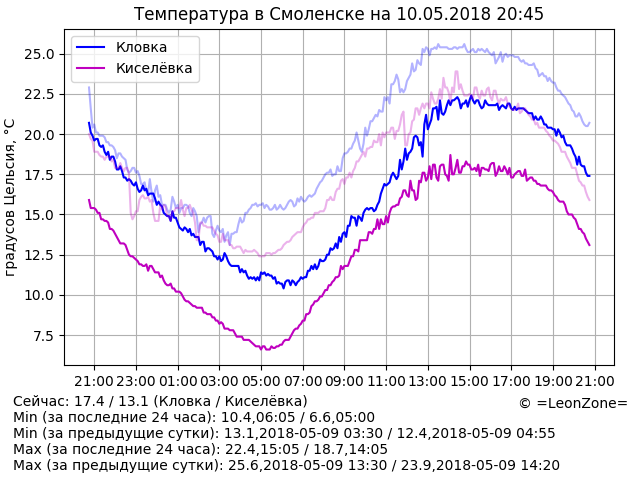 Температура в Смоленске на 10.05.2018 20:45
градусов Цельсия, °C
Кловка
Киселёвка
25.0
22.5
20.0
17.5
15.0
12.5
10.0
7.5
21:00 23:00 01:00 03:00 05:00 07:00 09:00 11:00 13:00 15:00 17:00 19:00 21:00
Сейчас: 17.4 / 13.1 (Кловка / Киселёвка)
© =LeonZone=
Min (за последние 24 часа): 10.4,06:05 / 6.6,05:00
Min (за предыдущие сутки): 13.1,2018-05-09 03:30 / 12.4,2018-05-09 04:55
Max (за последние 24 часа): 22.4,15:05 / 18.7,14:05
Max (за предыдущие сутки): 25.6,2018-05-09 13:30 / 23.9,2018-05-09 14:20